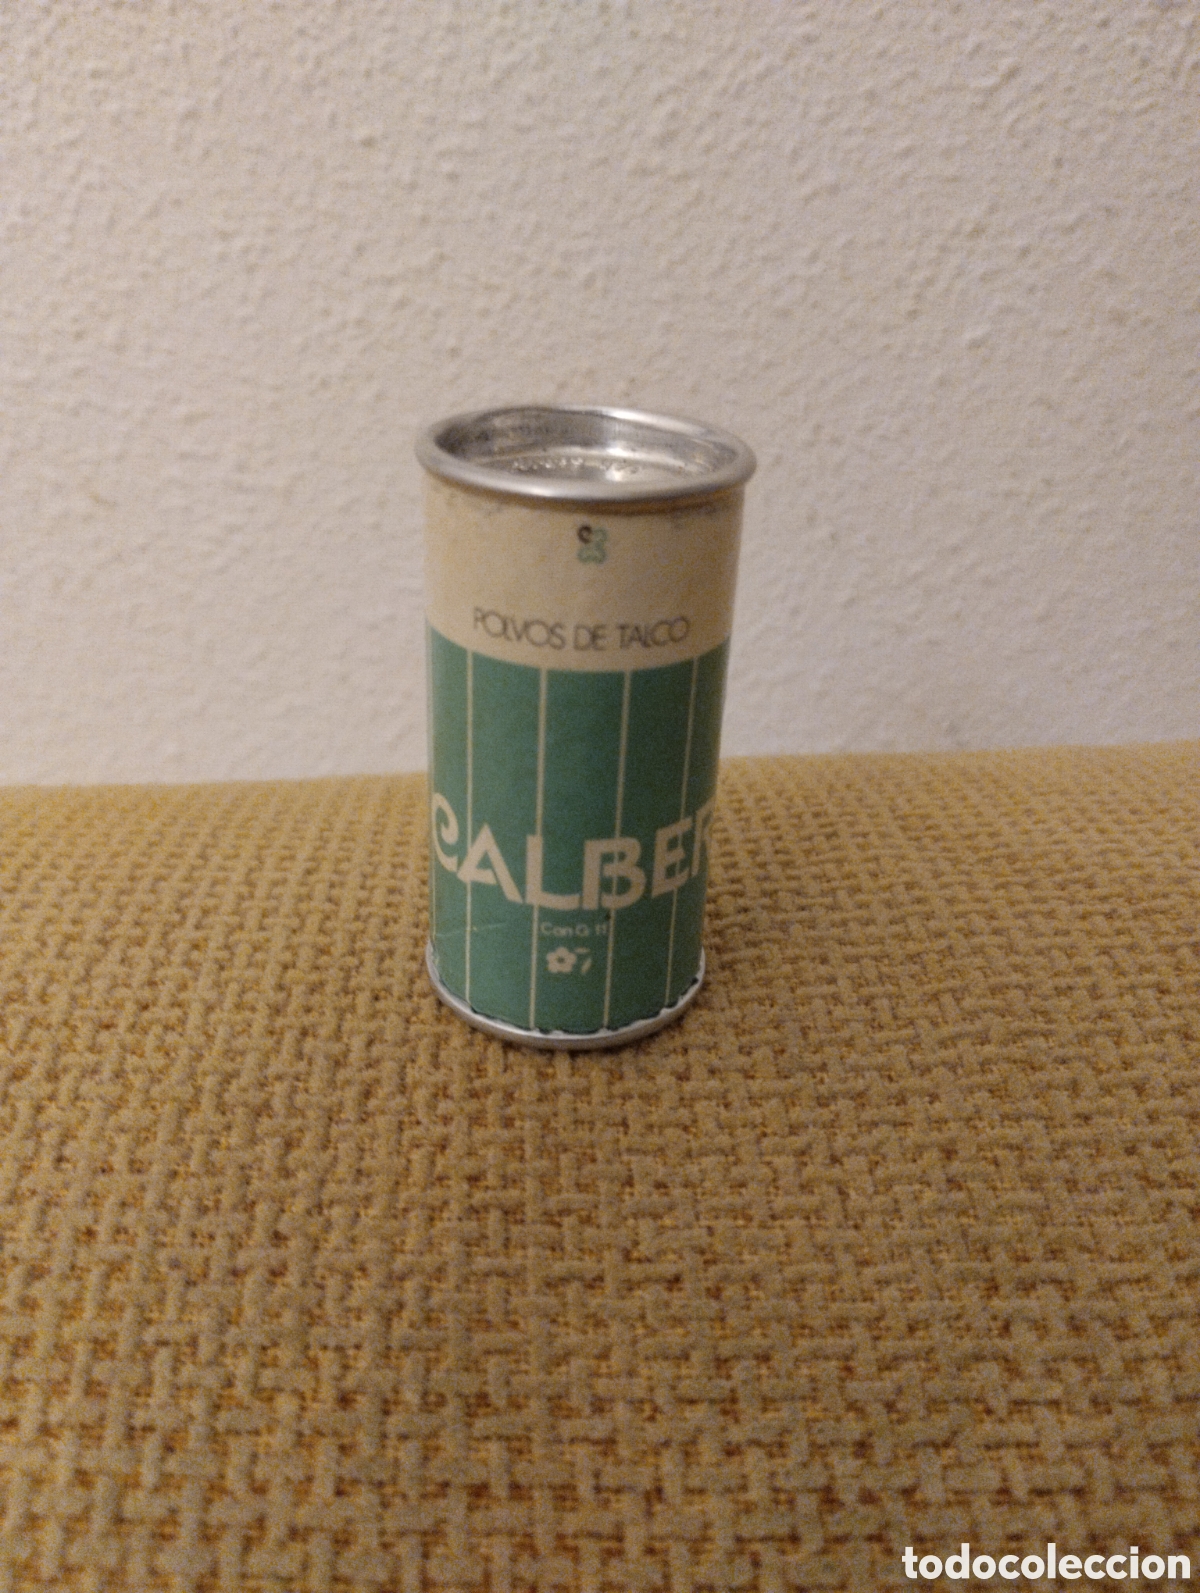 POLVOS DE TALCO
CALBER
Con G-11
todocoleccion